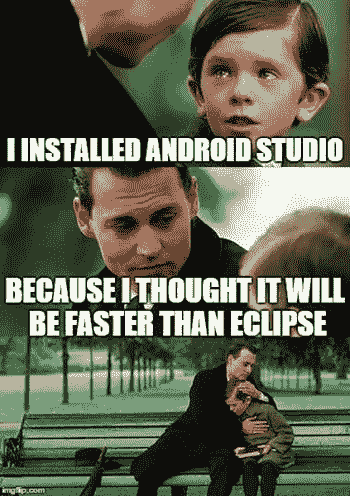 I INSTALLED ANDROID STUDIO
BECAUSE I THOUGHT IT WILL
BE FASTER THAN ECLIPSE
imgflip.com